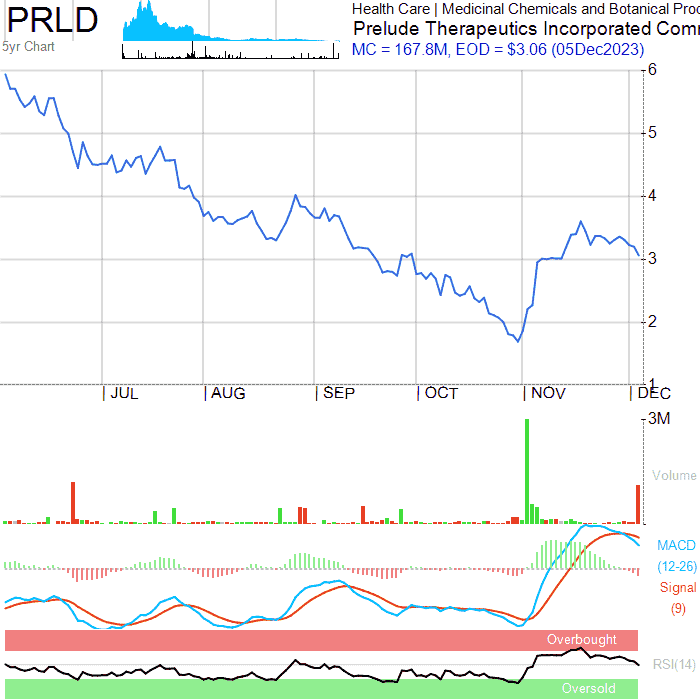 PRLD
5yr Chart
Health Care | Medicinal Chemicals and Botanical Proc
Prelude Therapeutics Incorporated Comm
MC = 167.8M, EOD = $3.06 (05Dec2023)
6
5
4
3
2
1
JUL AUG SEP OCT NOV DEC
3M
Volume
MACD
(12-26)
Signal
(9)
Overbought
RSI(14)
Oversold